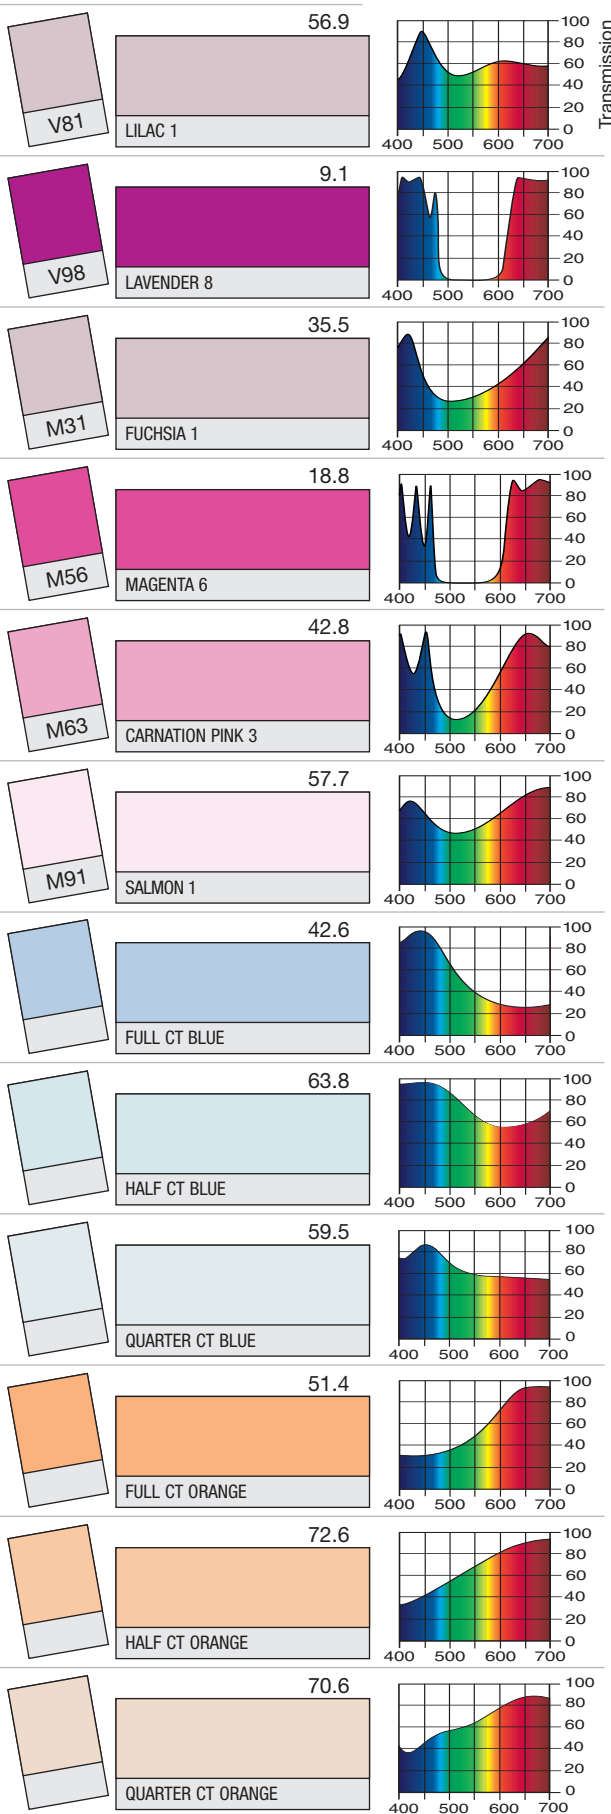 56.9
V81
LILAC 1
100
80
60
40
20
0
400 500 600 700
Transmission
9.1
V98
LAVENDER 8
100
80
60
40
20
0
400 500 600 700
35.5
M31
FUCHSIA 1
100
80
60
40
20
0
400 500 600 700
18.8
M56
MAGENTA 6
100
80
60
40
20
0
400 500 600 700
42.8
M63
CARNATION PINK 3
100
80
60
40
20
0
400 500 600 700
57.7
M91
SALMON 1
100
80
60
40
20
0
400 500 600 700
42.6
FULL CT BLUE
100
80
60
40
20
0
400 500 600 700
63.8
HALF CT BLUE
100
80
60
40
20
0
400 500 600 700
59.5
QUARTER CT BLUE
100
80
60
40
20
0
400 500 600 700
51.4
FULL CT ORANGE
100
80
60
40
20
0
400 500 600 700
72.6
HALF CT ORANGE
100
80
60
40
20
0
400 500 600 700
70.6
QUARTER CT ORANGE
100
80
60
40
20
0
400 500 600 700